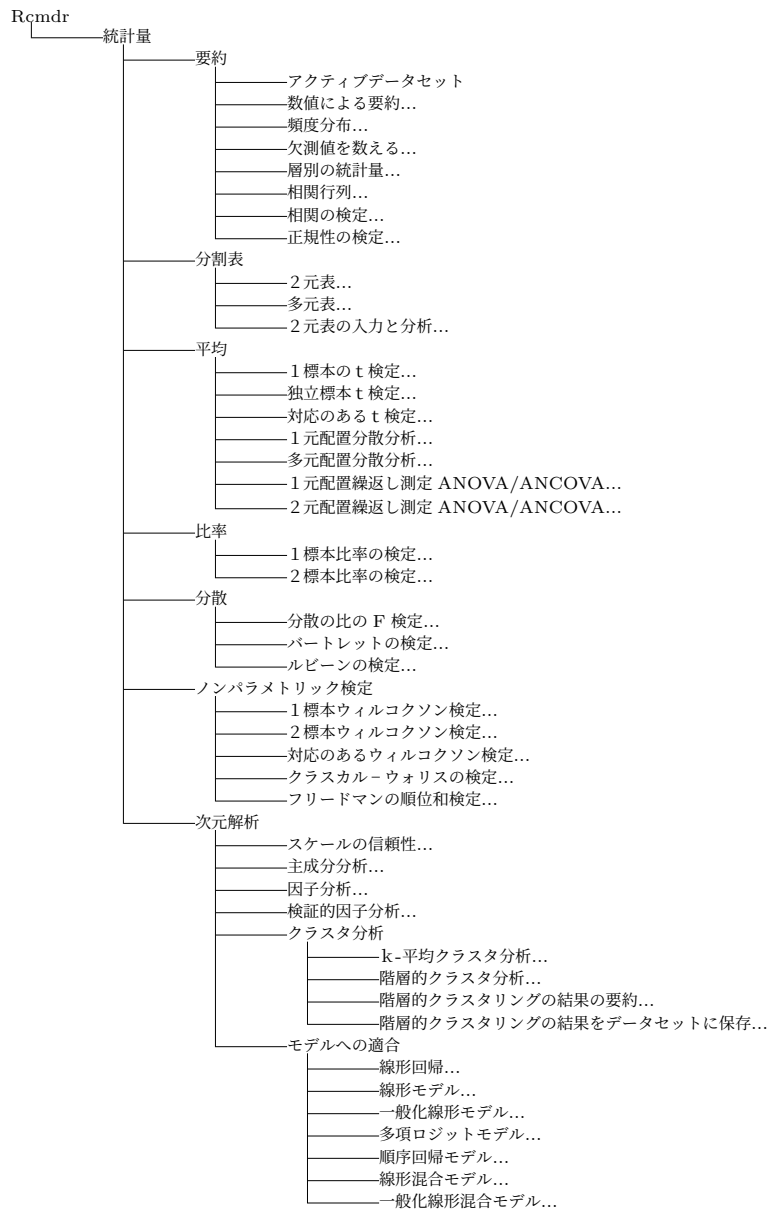 Rcmdr
統計量
要約
アクティブデータセット
数値による要約...
頻度分布...
欠測値を数える...
層別の統計量...
相関行列...
相関の検定...
正規性の検定...
分割表
２元表...
多元表...
２元表の入力と分析...
平均
１標本のｔ検定...
独立標本ｔ検定...
対応のあるｔ検定...
１元配置分散分析...
多元配置分散分析...
１元配置繰返し測定 ANOVA/ANCOVA...
２元配置繰返し測定 ANOVA/ANCOVA...
比率
１標本比率の検定...
２標本比率の検定...
分散
分散の比の F 検定...
バートレットの検定...
ルビーンの検定...
ノンパラメトリック検定
１標本ウィルコクソン検定...
２標本ウィルコクソン検定...
対応のあるウィルコクソン検定...
クラスカル–ウォリスの検定...
フリードマンの順位和検定...
次元解析
スケールの信頼性...
主成分分析...
因子分析...
検証的因子分析...
クラスタ分析
ｋ-平均クラスタ分析...
階層的クラスタ分析...
階層的クラスタリングの結果の要約...
階層的クラスタリングの結果をデータセットに保存...
モデルへの適合
線形回帰...
線形モデル...
一般化線形モデル...
多項ロジットモデル...
順序回帰モデル...
線形混合モデル...
一般化線形混合モデル...